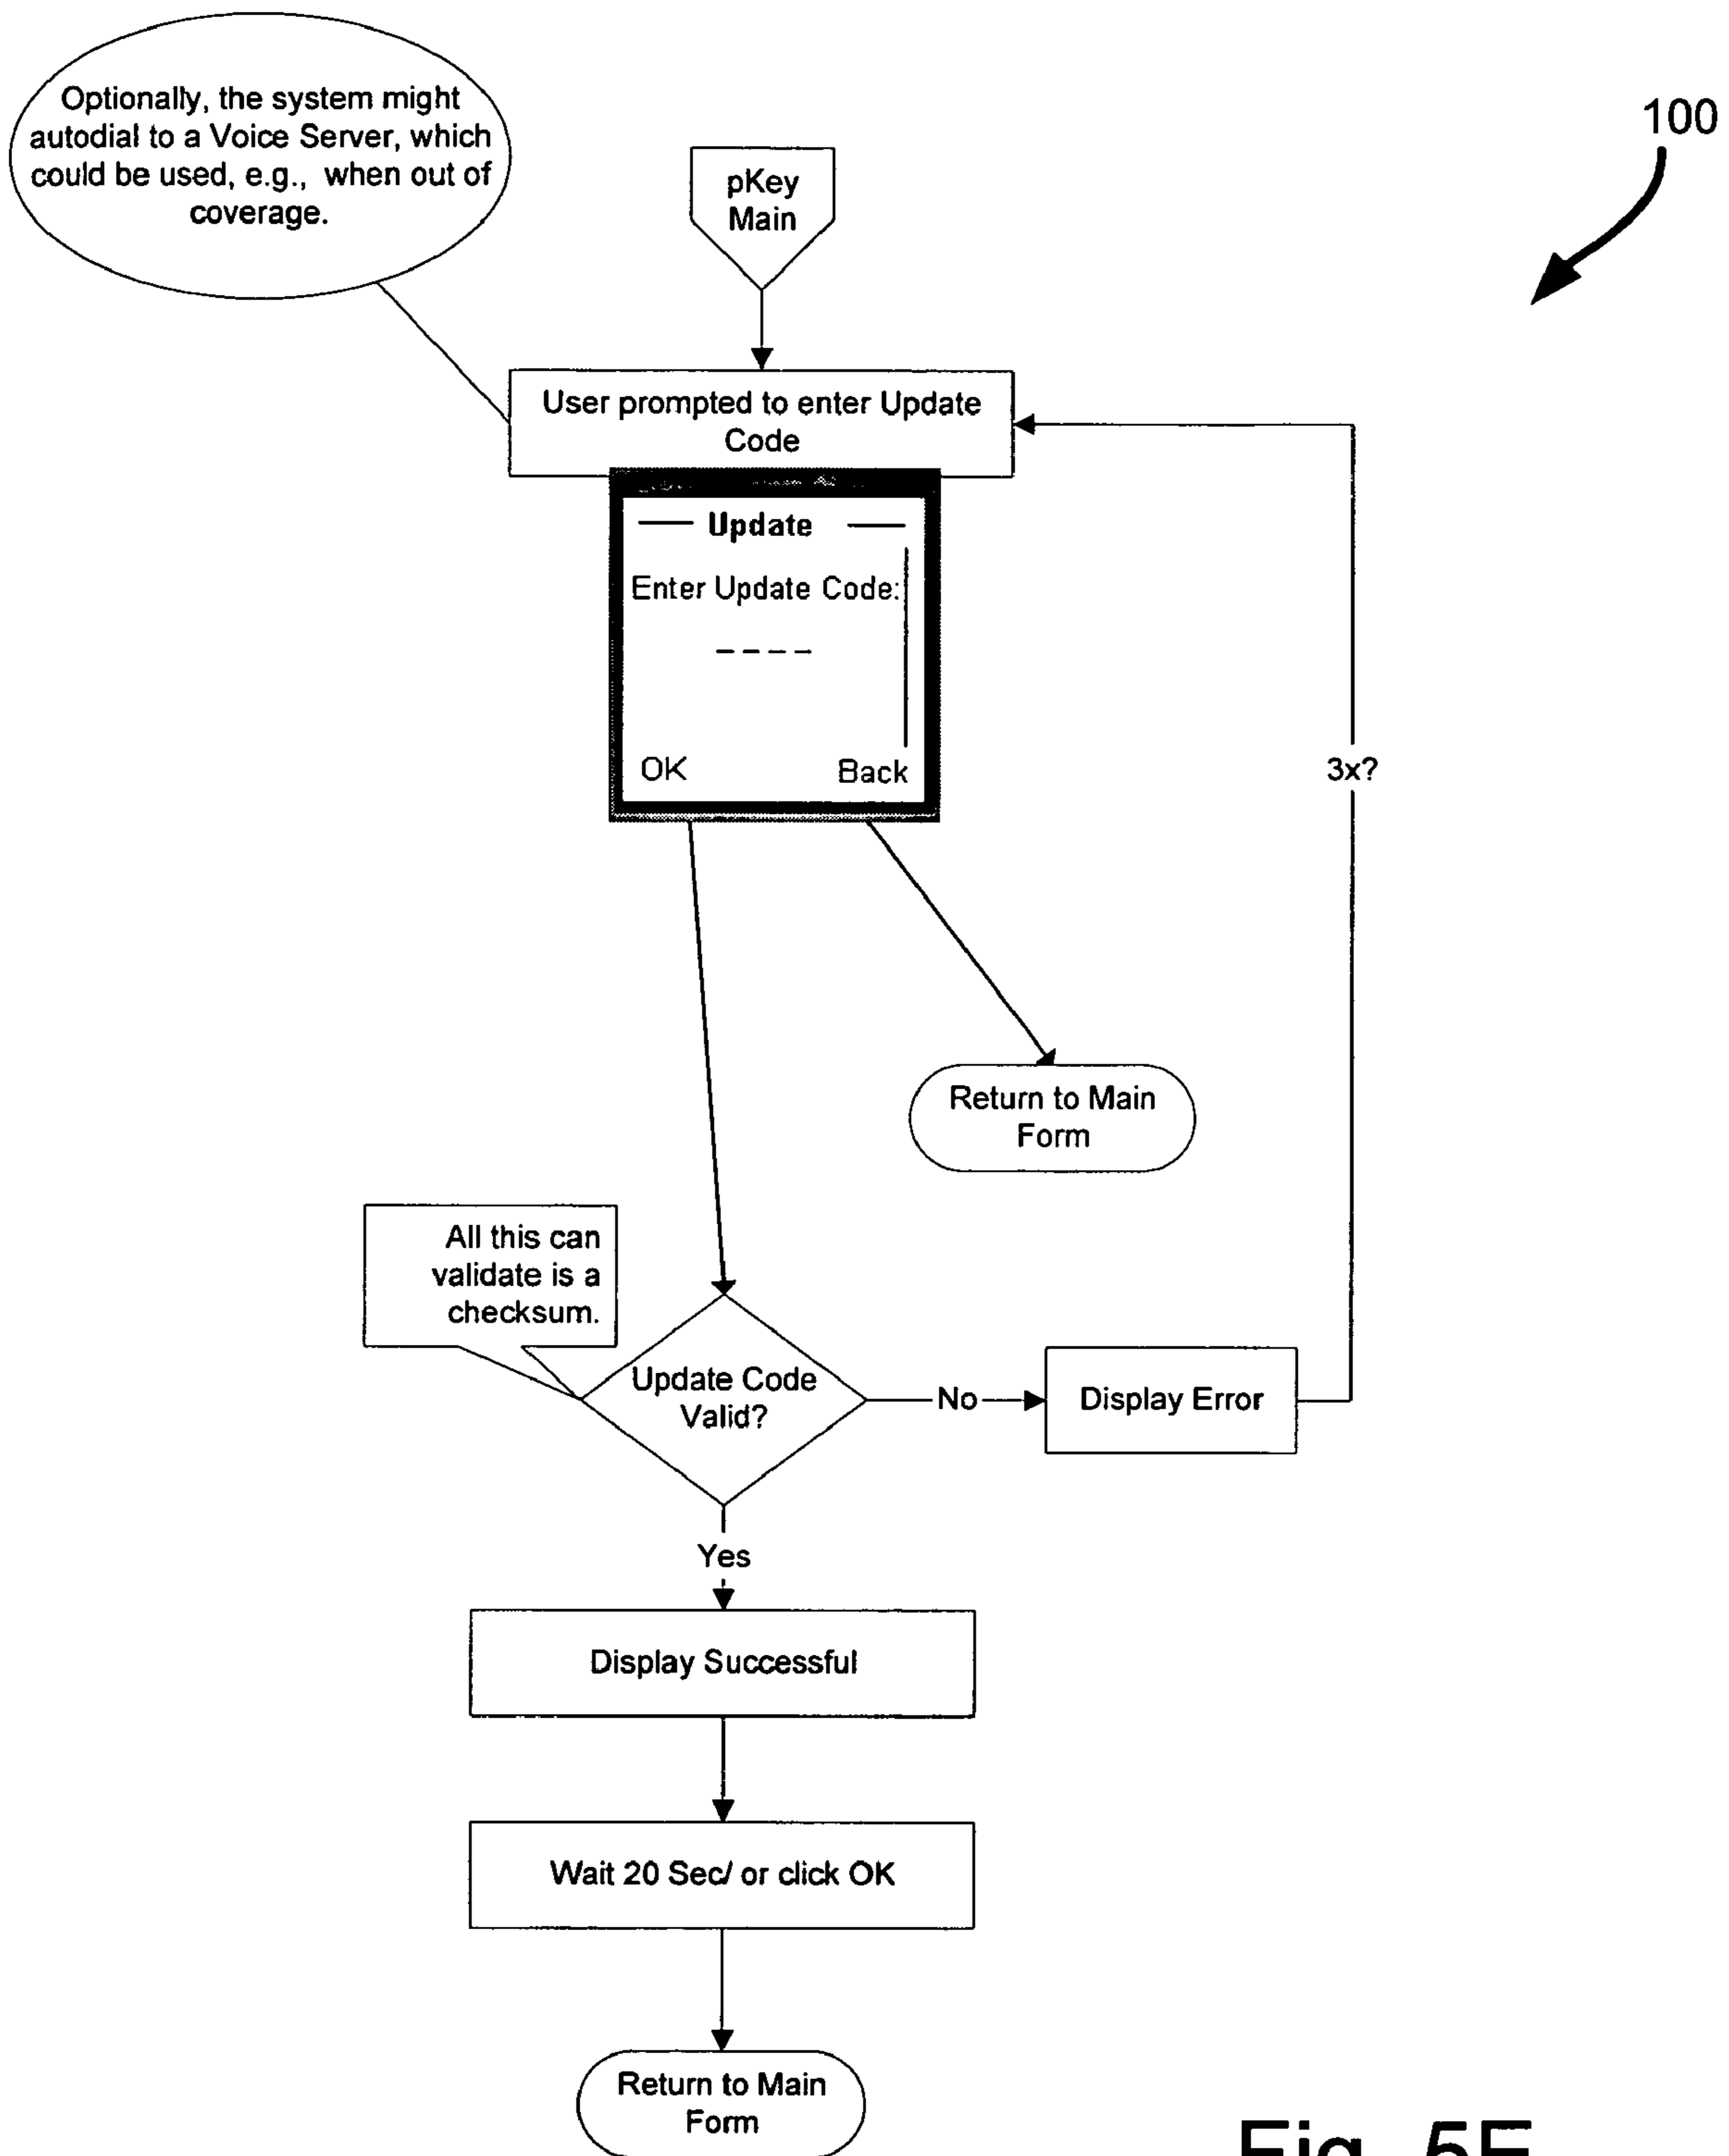 Optionally, the system might
autodial to a Voice Server, which
could be used, e.g., when out of
coverage.
100
pKey
Main
User prompted to enter Update
Code
Update
Enter Update Code:
_ _ _ _
OK
Back
3x?
Return to Main
Form
All this can
validate is a
checksum.
Update Code
Valid?
No
Display Error
Yes
Display Successful
Wait 20 Sec/ or click OK
Return to Main
Form
Fig. 5E